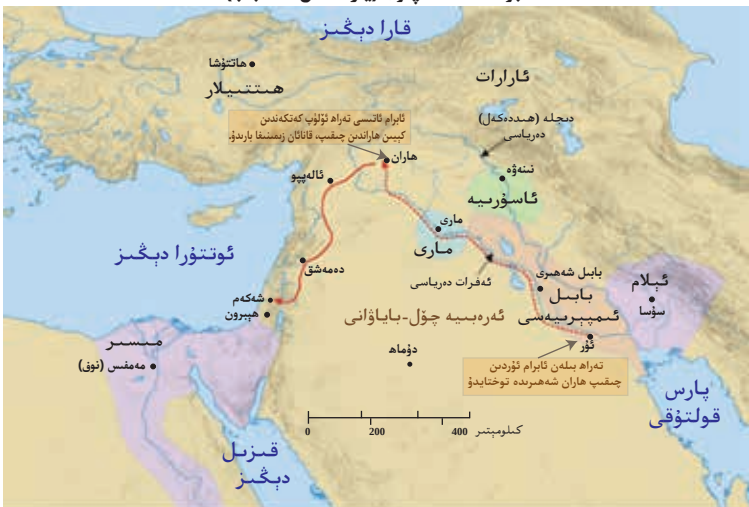 قارا دېڭىز
ھاتتۇشا
ھىتتىيلار
ئارارات
ئابرام ئاتىسى تەراھ ئۆلۈپ كەتكەندىن
كېيىن ھاراندىن چىقىپ، قانائان زېمىنىغا بارىدۇ.
دىجلە (ھىددەكەل)
دەرياسى
ھاران
نىنەۋە
ئاسۇرىيە
ئالەپپو
مارى
مارى
ئوتتۇرا دېڭىز
دەمەشق
ئەفرات دەرياسى
بابىل شەھىرى
بابىل
ئىمپېرىيەسى
ئېلام
سۇسا
شەكەم
ھېبرون
ئەرەبىيە چۆل-باياۋانى
ئۇر
مىسىر
مەمفىس (نوف)
دۇماھ
تەراھ بىلەن ئابرام ئۇردىن
چىقىپ ھاران شەھىرىدە توختايدۇ
پارس
قولتۇقى
0 200 400 كىلومېتىر
قىزىل
دېڭىز